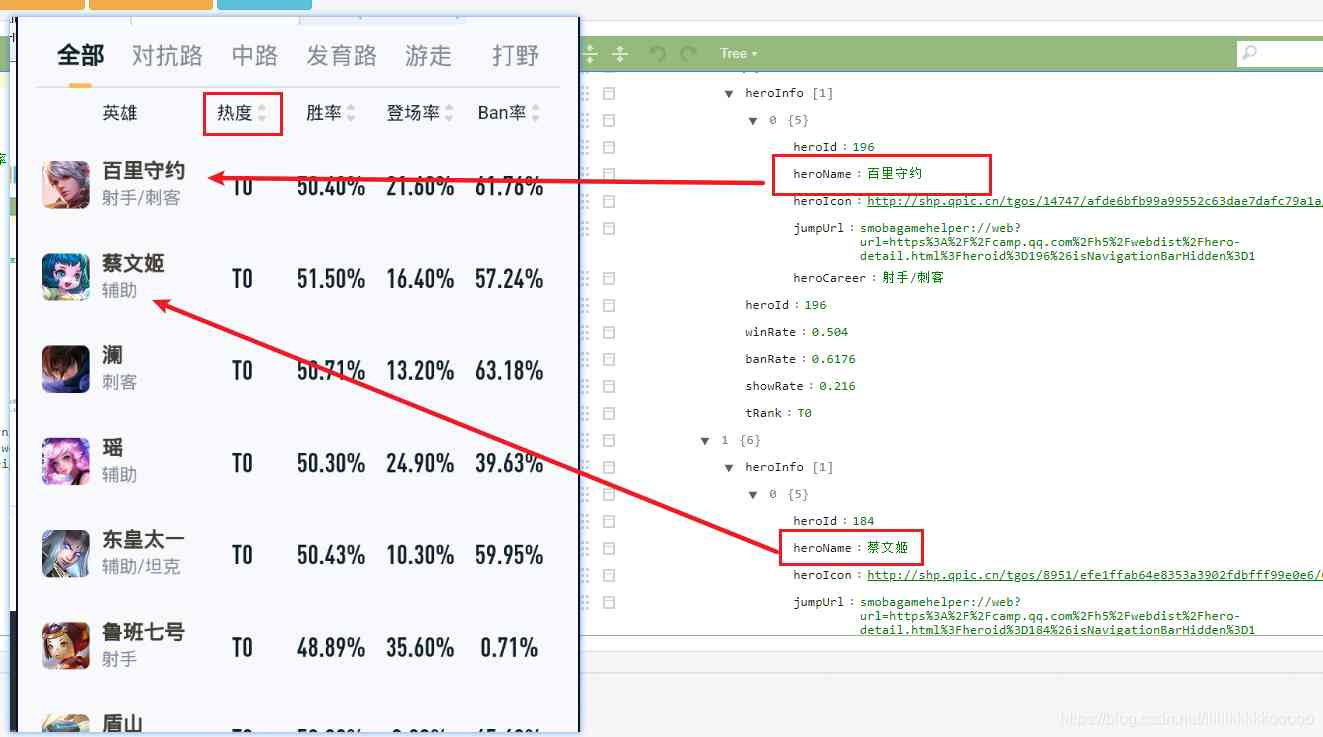 全部 对抗路 中路 发育路 游走 打野
英雄 热度 胜率 登场率 Ban率
百里守约
射手/刺客
T0 50.40% 21.60% 61.76%
蔡文姬
辅助
T0 51.50% 16.40% 57.24%
澜
刺客
T0 50.71% 13.20% 63.18%
瑶
辅助
T0 50.30% 24.90% 39.63%
东皇太一
辅助/坦克
T0 50.43% 10.30% 59.95%
鲁班七号
射手
T0 48.89% 35.60% 0.71%
盾山
Tree
heroInfo [1]
0 {5}
heroId : 196
heroName : 百里守约
heroIcon : http://shp.qpic.cn/tgos/14747/afde6bfb99a99552c63dae7dafc79a1a
jumpUrl : smobagamehelper://web?
url=https%3A%2F%2Fcamp.qq.com%2Fh5%2Fwebdist%2Fhero-
detail.html%3Fheroid%3D196%26isNavigationBarHidden%3D1
heroCareer : 射手/刺客
heroId : 196
winRate : 0.504
banRate : 0.6176
showRate : 0.216
tRank : T0
1 {6}
heroInfo [1]
0 {5}
heroId : 184
heroName : 蔡文姬
heroIcon : http://shp.qpic.cn/tgos/8951/efe1ffab64e8353a3902fdbfff99e0e6/
jumpUrl : smobagamehelper://web?
url=https%3A%2F%2Fcamp.qq.com%2Fh5%2Fwebdist%2Fhero-
detail.html%3Fheroid%3D184%26isNavigationBarHidden%3D1